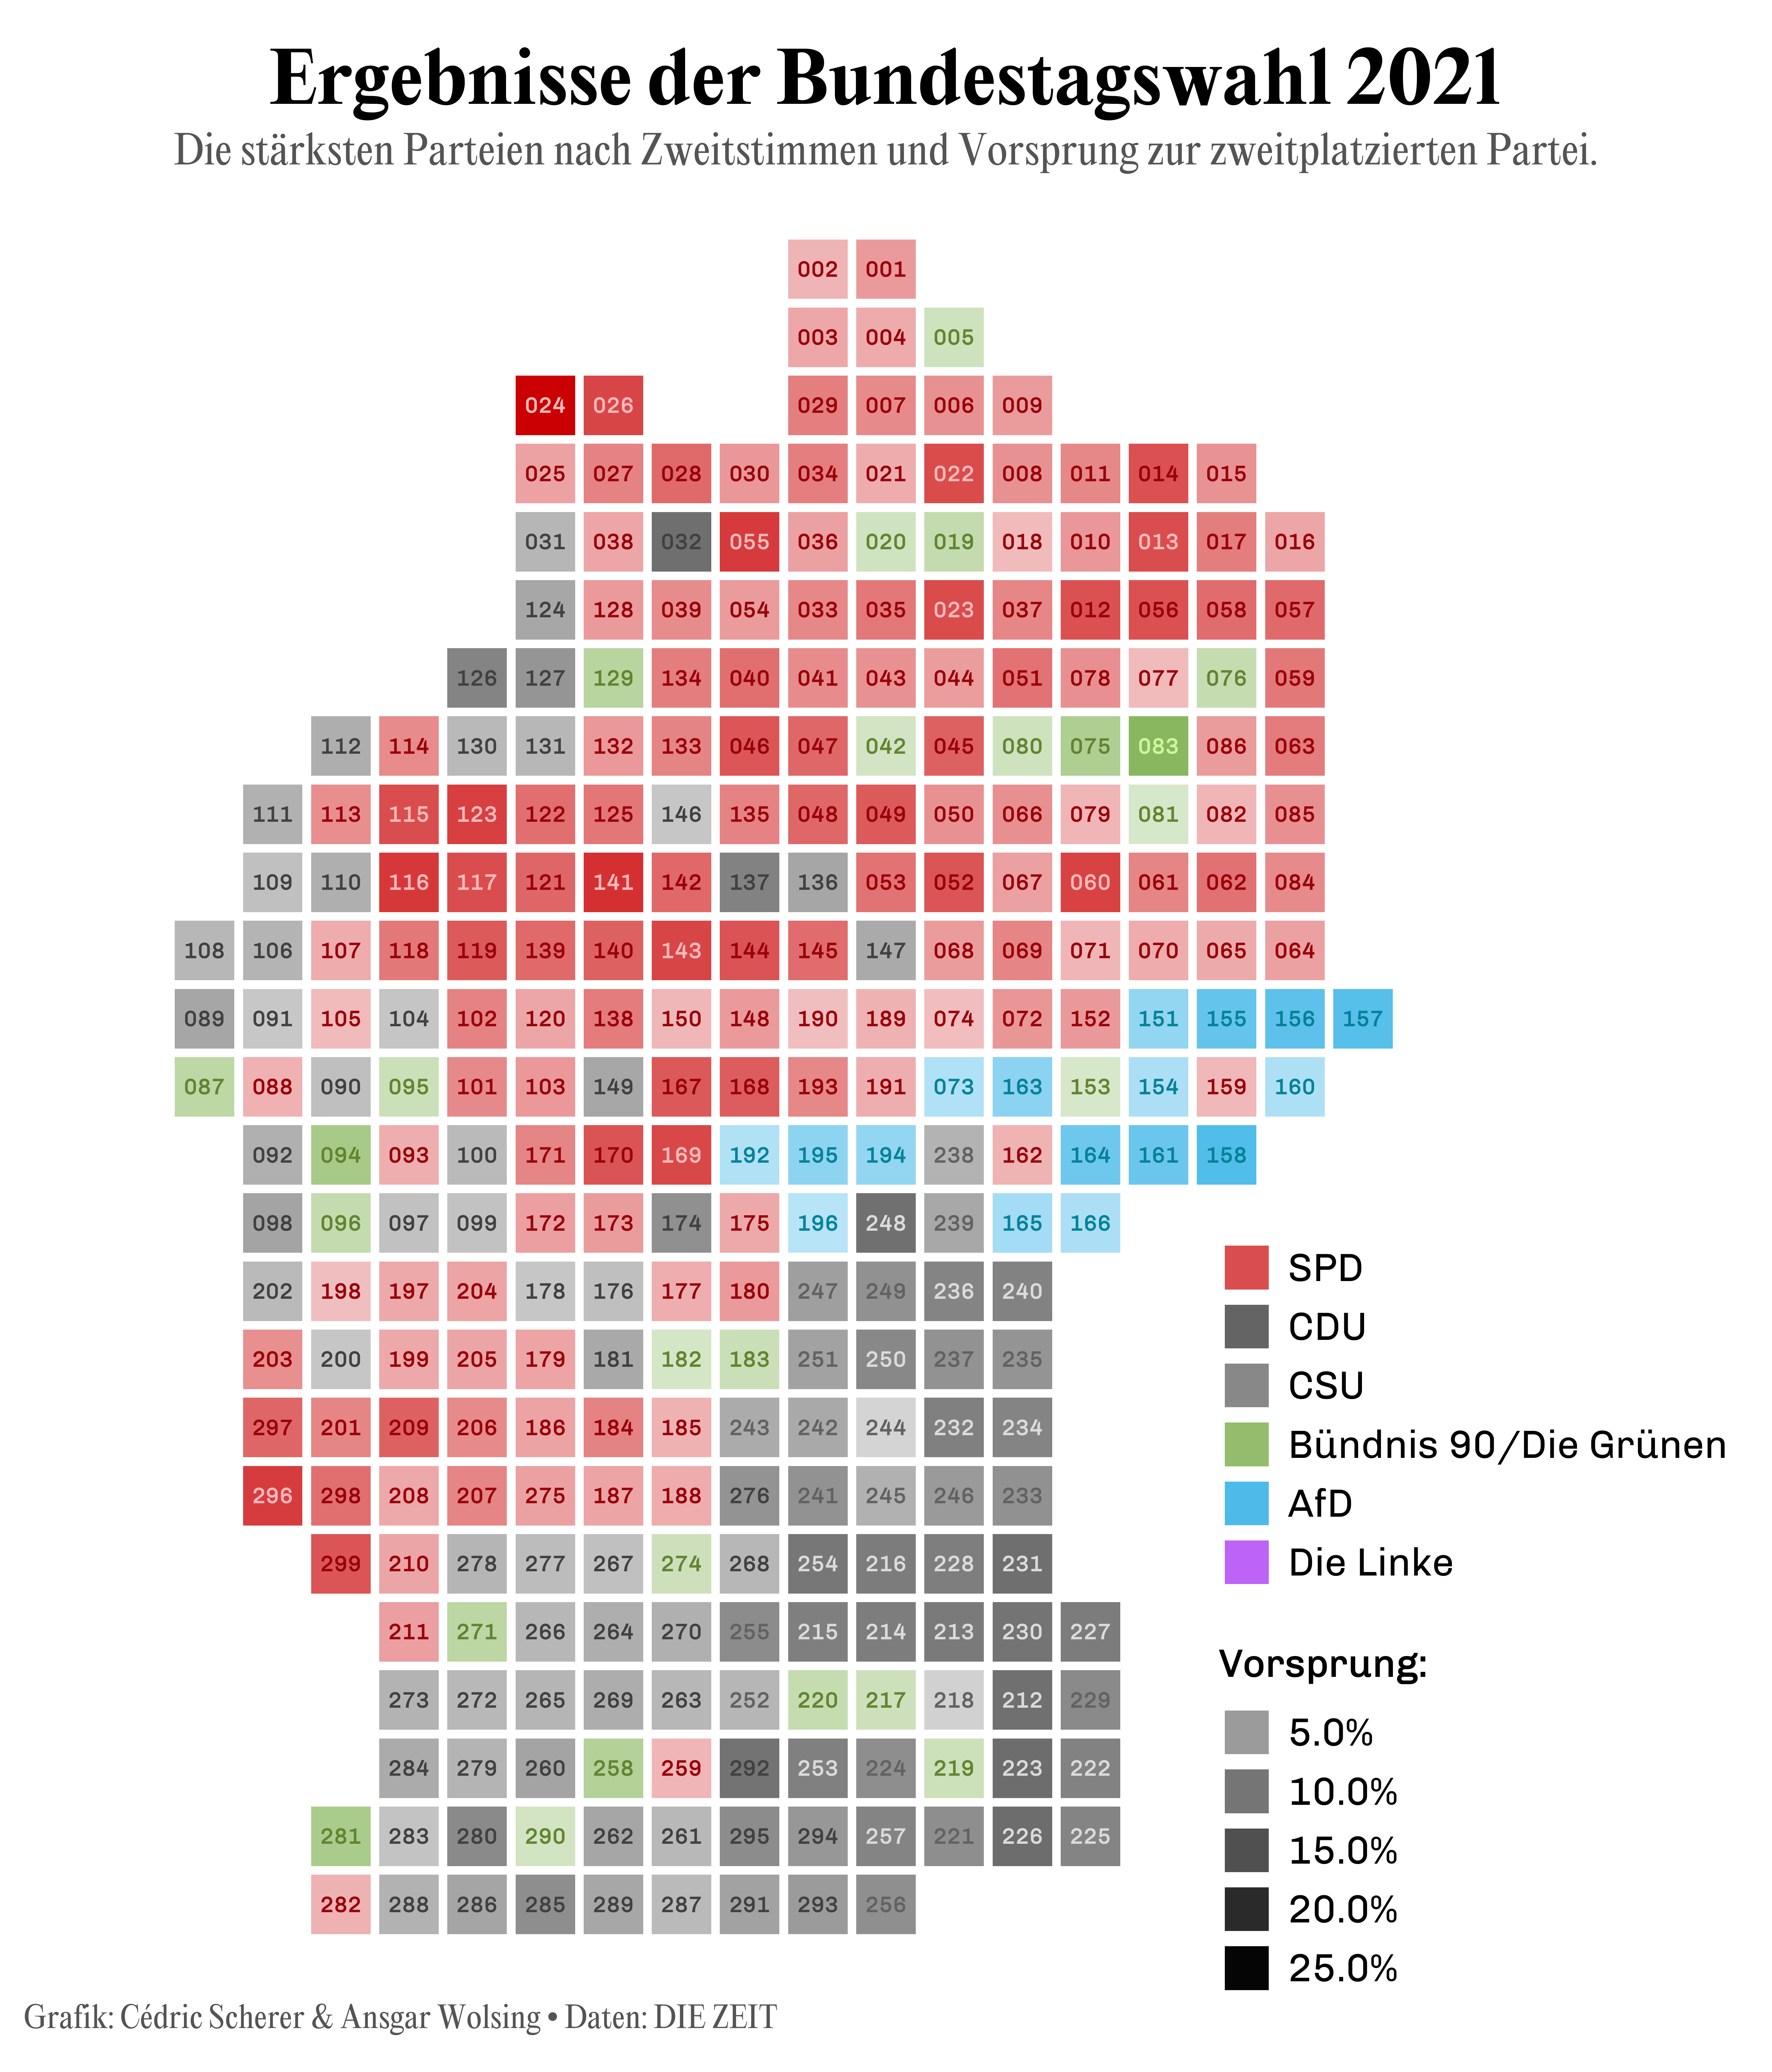 Ergebnisse der Bundestagswahl 2021
Die stärksten Parteien nach Zweitstimmen und Vorsprung zur zweitplatzierten Partei.
002 001
003 004 005
024 026 029 007 006 009
025 027 028 030 034 021 022 008 011 014 015
031 038 032 055 036 020 019 018 010 013 017 016
124 128 039 054 033 035 023 037 012 056 058 057
126 127 129 134 040 041 043 044 051 078 077 076 059
112 114 130 131 132 133 046 047 042 045 080 075 083 086 063
111 113 115 123 122 125 146 135 048 049 050 066 079 081 082 085
109 110 116 117 121 141 142 137 136 053 052 067 060 061 062 084
108 106 107 118 119 139 140 143 144 145 147 068 069 071 070 065 064
089 091 105 104 102 120 138 150 148 190 189 074 072 152 151 155 156 157
087 088 090 095 101 103 149 167 168 193 191 073 163 153 154 159 160
092 094 093 100 171 170 169 192 195 194 238 162 164 161 158
098 096 097 099 172 173 174 175 196 248 239 165 166
202 198 197 204 178 176 177 180 247 249 236 240
203 200 199 205 179 181 182 183 251 250 237 235
297 201 209 206 186 184 185 243 242 244 232 234
296 298 208 207 275 187 188 276 241 245 246 233
299 210 278 277 267 274 268 254 216 228 231
211 271 266 264 270 255 215 214 213 230 227
273 272 265 269 263 252 220 217 218 212 229
284 279 260 258 259 292 253 224 219 223 222
281 283 280 290 262 261 295 294 257 221 226 225
282 288 286 285 289 287 291 293 256
SPD
CDU
CSU
Bündnis 90/Die Grünen
AfD
Die Linke
Vorsprung:
5.0%
10.0%
15.0%
20.0%
25.0%
Grafik: Cédric Scherer & Ansgar Wolsing • Daten: DIE ZEIT